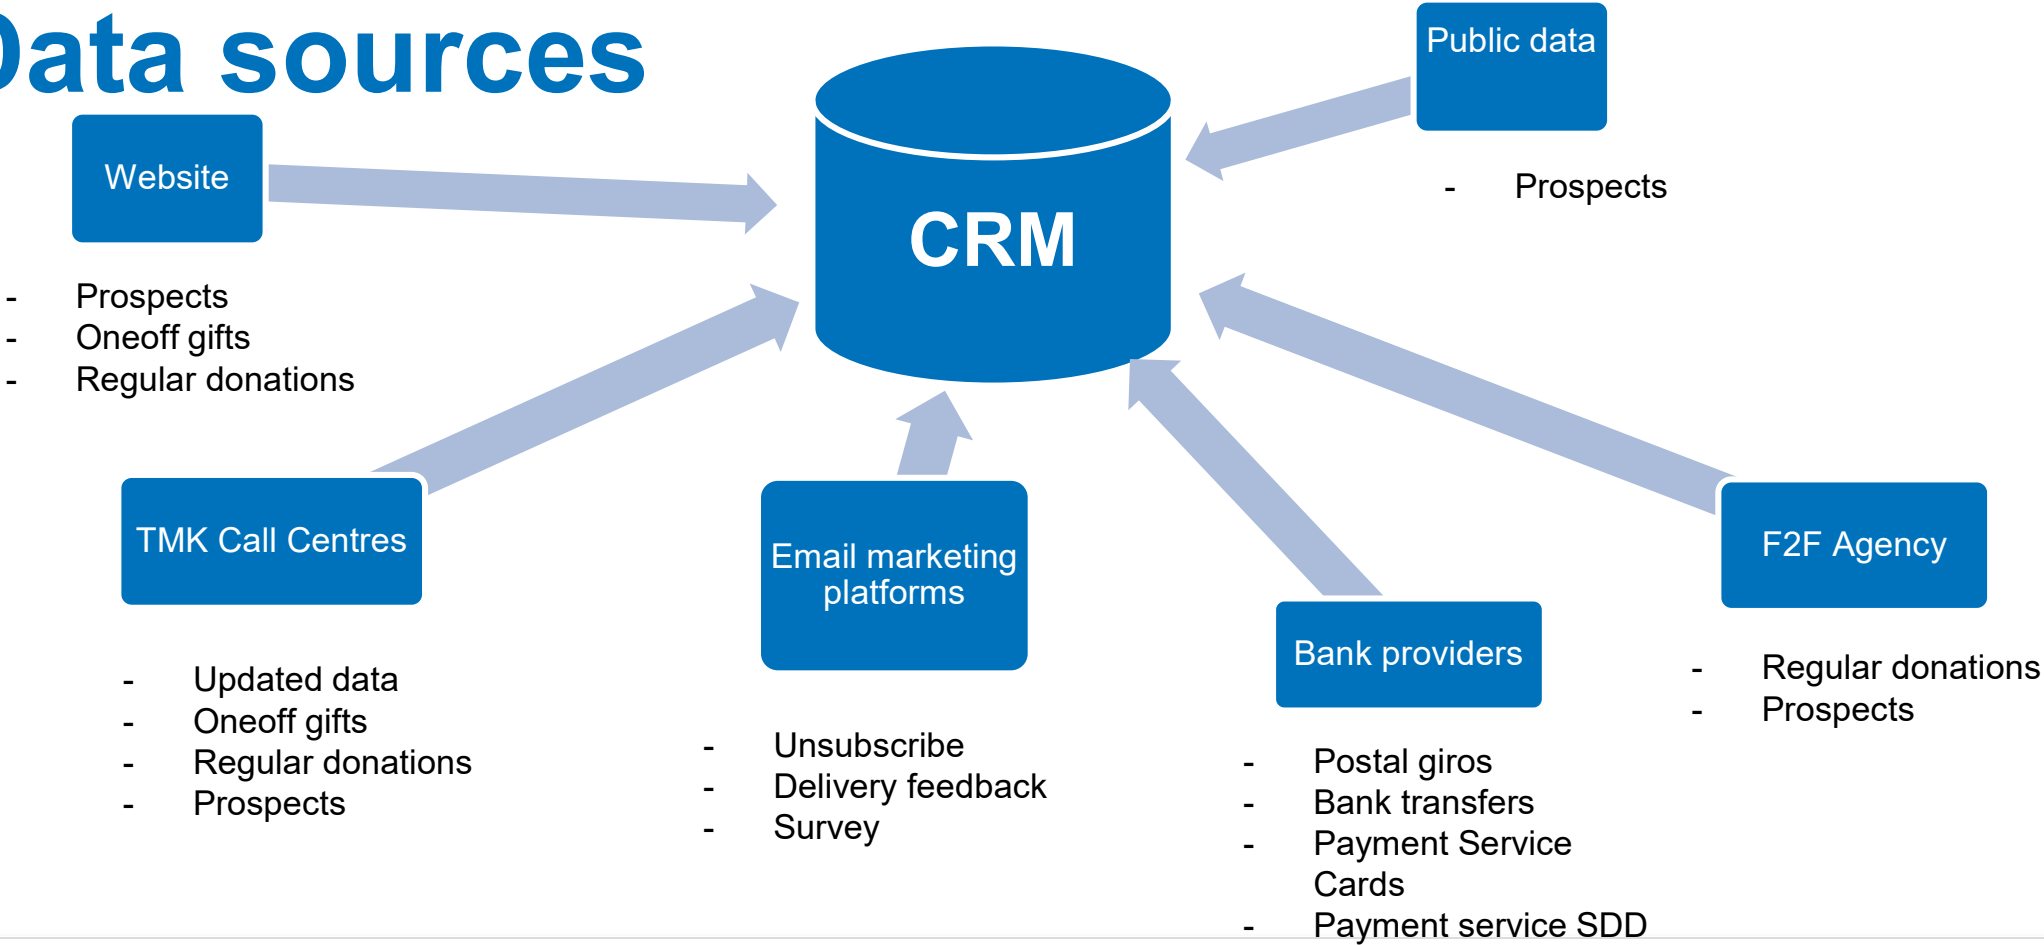 Data sources
Public data
- Prospects
Website
- Prospects
- Oneoff gifts
- Regular donations
CRM
TMK Call Centres
- Updated data
- Oneoff gifts
- Regular donations
- Prospects
Email marketing
platforms
- Unsubscribe
- Delivery feedback
- Survey
Bank providers
- Postal giros
- Bank transfers
- Payment Service
Cards
- Payment service SDD
F2F Agency
- Regular donations
- Prospects